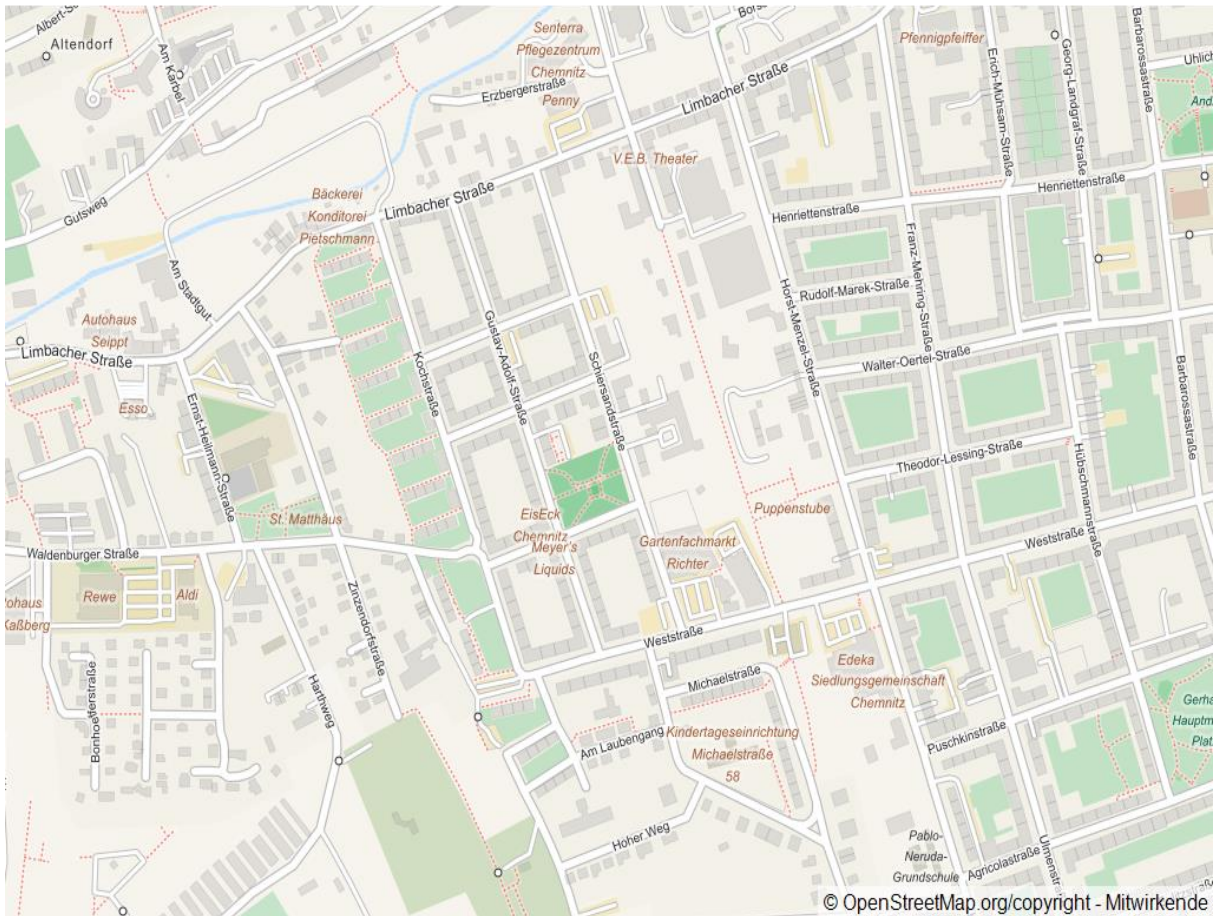 Altendorf
Am Karbel
Senterra
Pflegezentrum
Chemnitz
Penny
Erzbergerstraße
Limbacher Straße
Pfennigpfeiffer
Erich-Mühsam-Straße
Georg-Landgraf-Straße
Barbarossastraße
V.E.B. Theater
Gutsweg
Bäckerei
Konditorei
Pietschmann
Limbacher Straße
Henriettenstraße
Henriettenstraße
Am Stadtgut
Franz-Mehring-Straße
Rudolf-Marek-Straße
Horst-Menzel-Straße
Autohaus
Seippt
Limbacher Straße
Gustav-Adolf-Straße
Kochstraße
Schiersandstraße
Walter-Oertel-Straße
Barbarossastraße
Esso
Ernst-Heilmann-Straße
Theodor-Lessing-Straße
Hübschmannstraße
St. Matthäus
EisEck
Chemnitz
Meyer's
Liquids
Puppenstube
Gartenfachmarkt
Richter
Weststraße
Waldenburger Straße
Rewe
Aldi
Kaßberg
Zinzendorfstraße
Weststraße
Edeka
Siedlungsgemeinschaft
Chemnitz
Michaelstraße
Bonhoefferstraße
Harthweg
Am Laubengang
Kindertageseinrichtung
Michaelstraße
58
Puschkinstraße
Hoher Weg
Pablo-
Neruda-
Grundschule
Agricolastraße
© OpenStreetMap.org/copyright - Mitwirkende